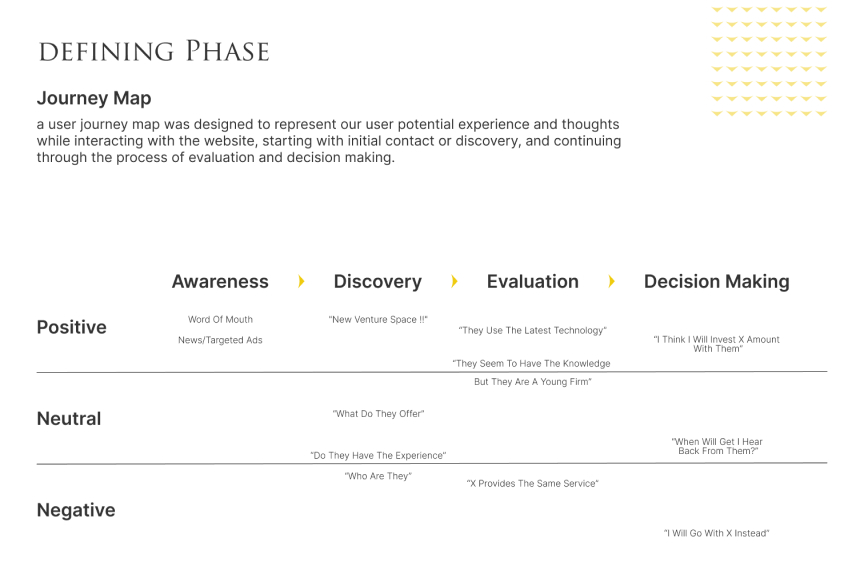 DEFINING PHASE
Journey Map
a user journey map was designed to represent our user potential experience and thoughts
while interacting with the website, starting with initial contact or discovery, and continuing
through the process of evaluation and decision making.
Awareness Discovery Evaluation Decision Making
Positive
Word Of Mouth
News/Targeted Ads
“New Venture Space !!”
“They Use The Latest Technology”
“They Seem To Have The Knowledge
But They Are A Young Firm”
“I Think I Will Invest X Amount
With Them”
Neutral
“What Do They Offer”
“Do They Have The Experience”
“When Will Get I Hear
Back From Them?”
Negative
“Who Are They”
“X Provides The Same Service”
“I Will Go With X Instead”